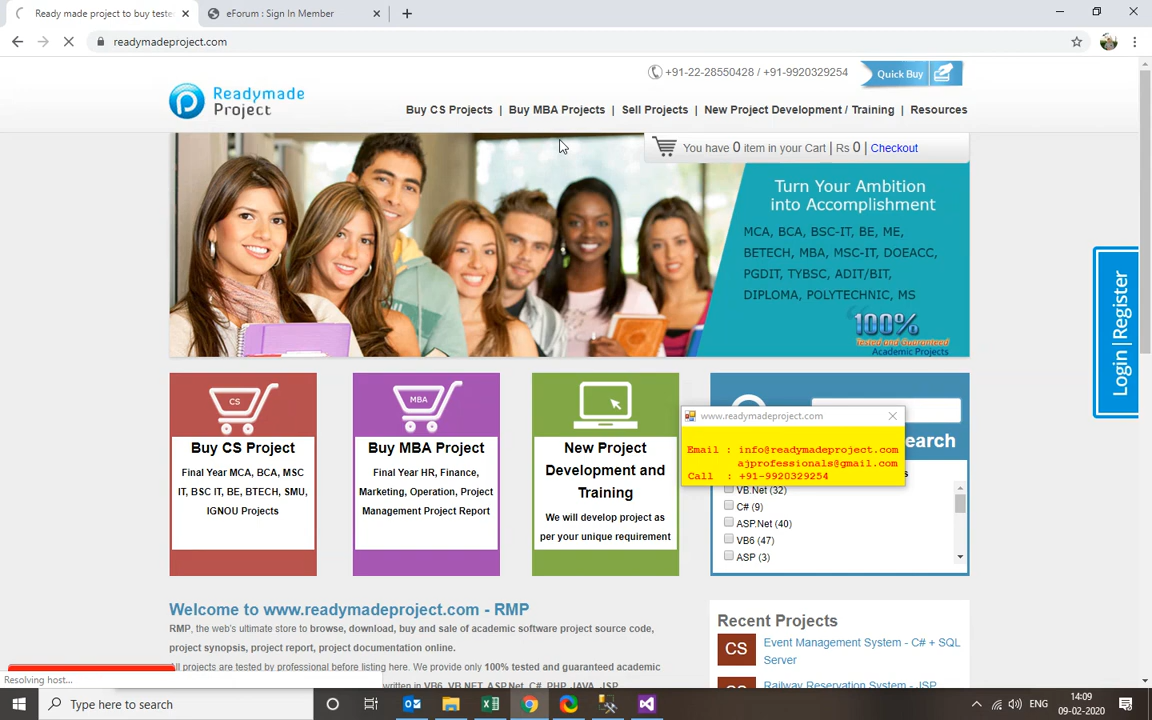 Ready made project to buy teste
eForum : Sign In Member
readymadeproject.com
+91-22-28550428 / +91-9920329254
Quick Buy
Readymade
Project
Buy CS Projects | Buy MBA Projects | Sell Projects | New Project Development / Training | Resources
You have 0 item in your Cart | Rs 0 | Checkout
Turn Your Ambition
into Accomplishment
MCA, BCA, BSC-IT, BE, ME,
BETECH, MBA, MSC-IT, DOEACC,
PGDIT, TYBSC, ADIT/BIT,
DIPLOMA, POLYTECHNIC, MS
100%
Tested and Guaranteed
Academic Projects
Login | Register
CS
Buy CS Project
Final Year MCA, BCA, MSC
IT, BSC IT, BE, BTECH, SMU,
IGNOU Projects
MBA
Buy MBA Project
Final Year HR, Finance,
Marketing, Operation, Project
Management Project Report
New Project
Development and
Training
We will develop project as
per your unique requirement
www.readymadeproject.com
Email : info@readymadeproject.com
ajprofessionals@gmail.com
Call : +91-9920329254
earch
VB.Net (32)
C# (9)
ASP.Net (40)
VB6 (47)
ASP (3)
Welcome to www.readymadeproject.com - RMP
RMP, the web's ultimate store to browse, download, buy and sale of academic software project source code,
project synopsis, project report, project documentation online.
All projects are tested by professional before listing here. We provide only 100% tested and guaranteed academic
written in VB6, VB.NET, ASP.Net, C#, PHP, JAVA, JSP
Recent Projects
CS
Event Management System - C# + SQL
Server
CS
Railway Reservation System - JSP
Resolving host...
Type here to search
ENG
14:09
09-02-2020